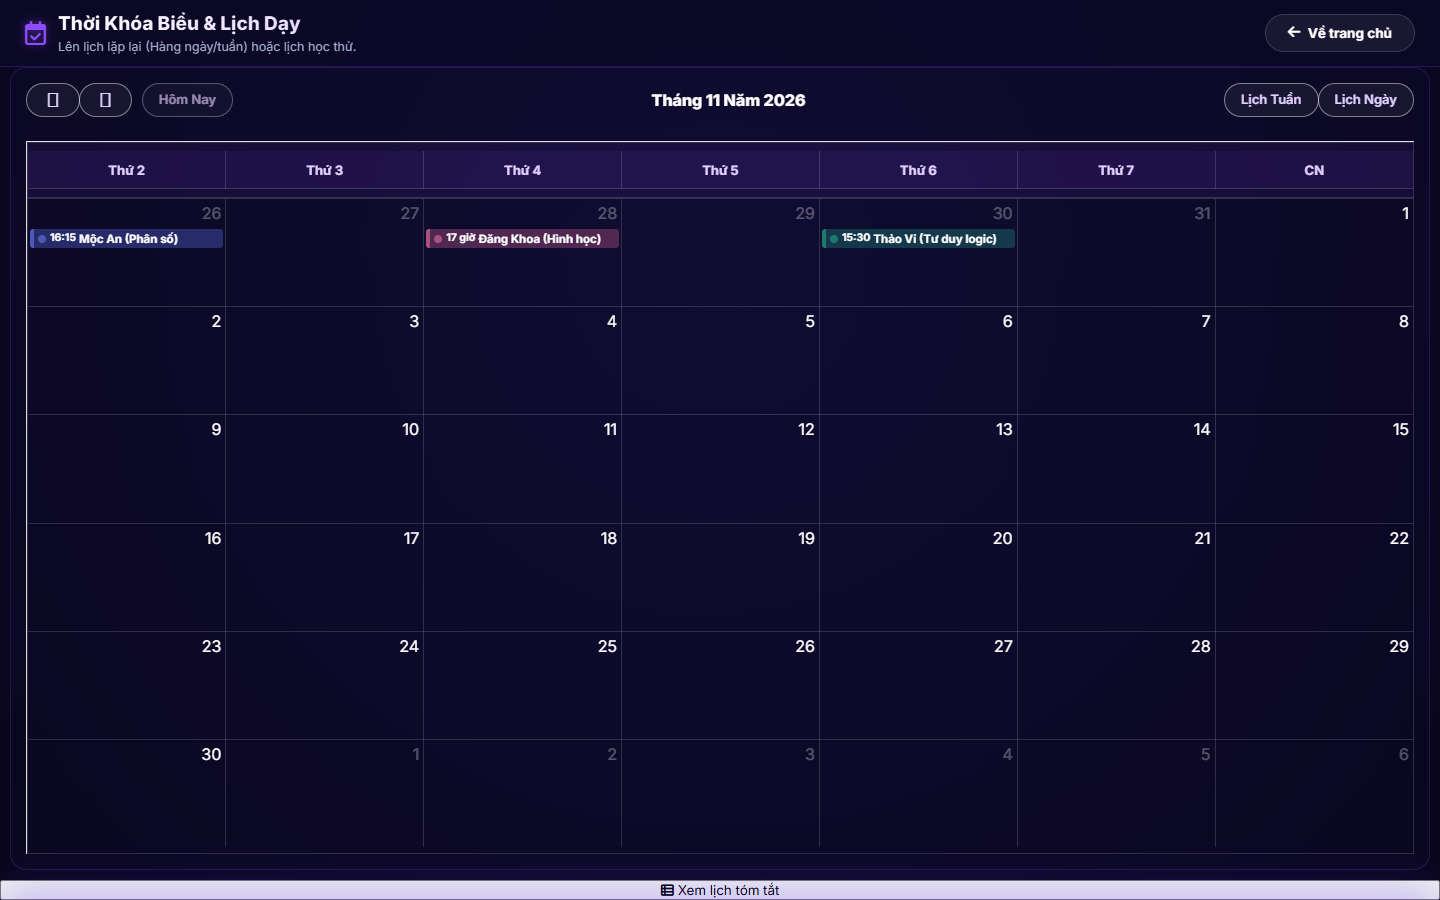 Thời Khóa Biểu & Lịch Dạy
Lên lịch lặp lại (Hàng ngày/tuần) hoặc lịch học thử.
Về trang chủ
Hôm Nay
Tháng 11 Năm 2026
Lịch Tuần
Lịch Ngày
Thứ 2 Thứ 3 Thứ 4 Thứ 5 Thứ 6 Thứ 7 CN
26 27 28 29 30 31 1
16:15 Mộc An (Phân số)
17 giờ Đăng Khoa (Hình học)
15:30 Thảo Vi (Tư duy logic)
2 3 4 5 6 7 8
9 10 11 12 13 14 15
16 17 18 19 20 21 22
23 24 25 26 27 28 29
30 1 2 3 4 5 6
Xem lịch tóm tắt